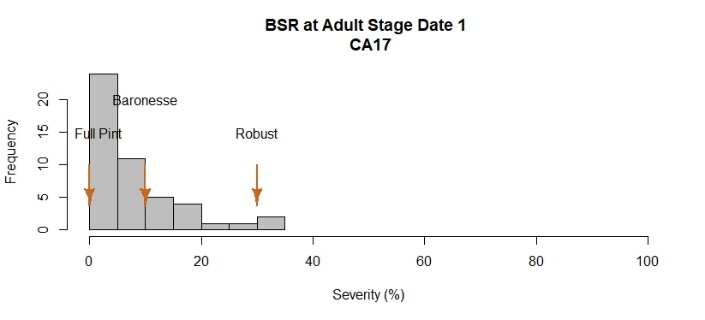 BSR at Adult Stage Date 1
CA17
Frequency
20
15
10
5
0
Baronesse
Full Pint
Robust
0 20 40 60 80 100
Severity (%)